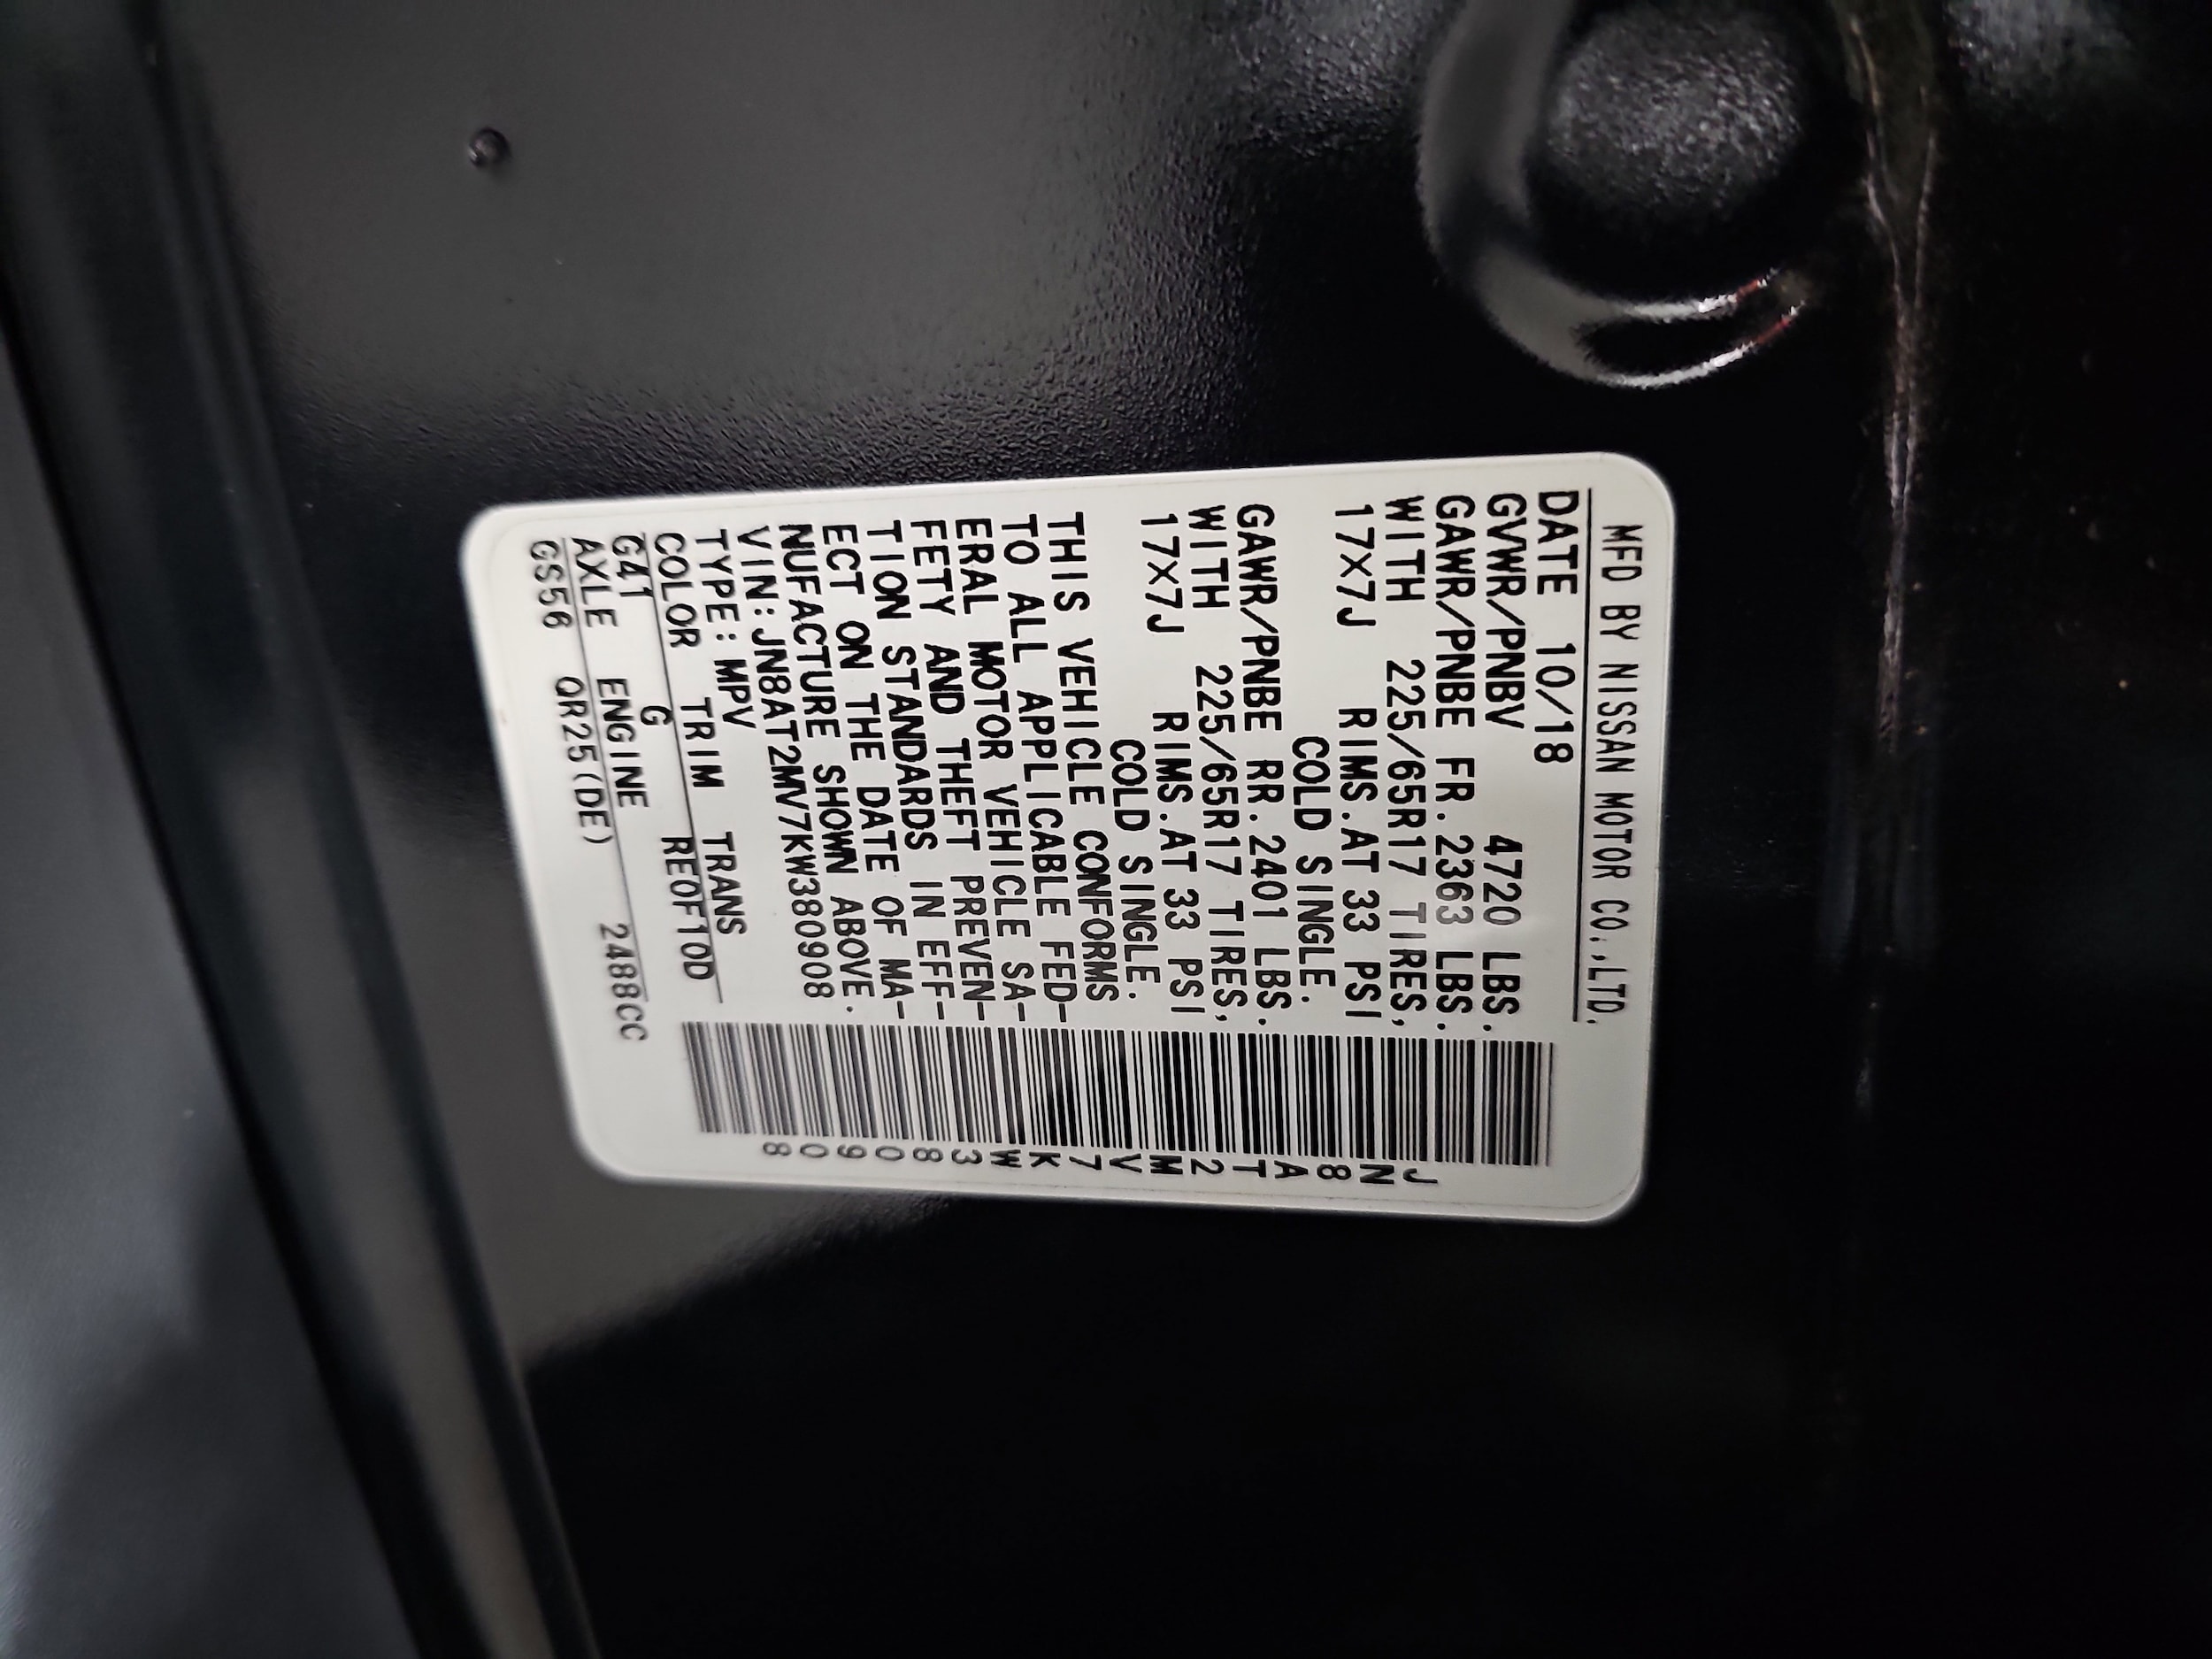 MFD BY NISSAN MOTOR CO.,LTD.
DATE 10/18
GVWR/PNBV 4720 LBS.
GAWR/PNBE FR.2363 LBS.
WITH 225/65R17 TIRES,
17×7J RIMS.AT 33 PSI
COLD SINGLE.
GAWR/PNBE RR.2401 LBS.
WITH 225/65R17 TIRES,
17×7J RIMS.AT 33 PSI
COLD SINGLE.
THIS VEHICLE CONFORMS
TO ALL APPLICABLE FED-
ERAL MOTOR VEHICLE SA-
FETY AND THEFT PREVEN-
TION STANDARDS IN EFF-
ECT ON THE DATE OF MA-
NUFACTURE SHOWN ABOVE.
VIN:JN8AT2MV7KW380908
TYPE:MPV
COLOR TRIM TRANS
G41 G RE0F10D
AXLE ENGINE
GS56 QR25(DE) 2488CC
JN8AT2MV7KW380908